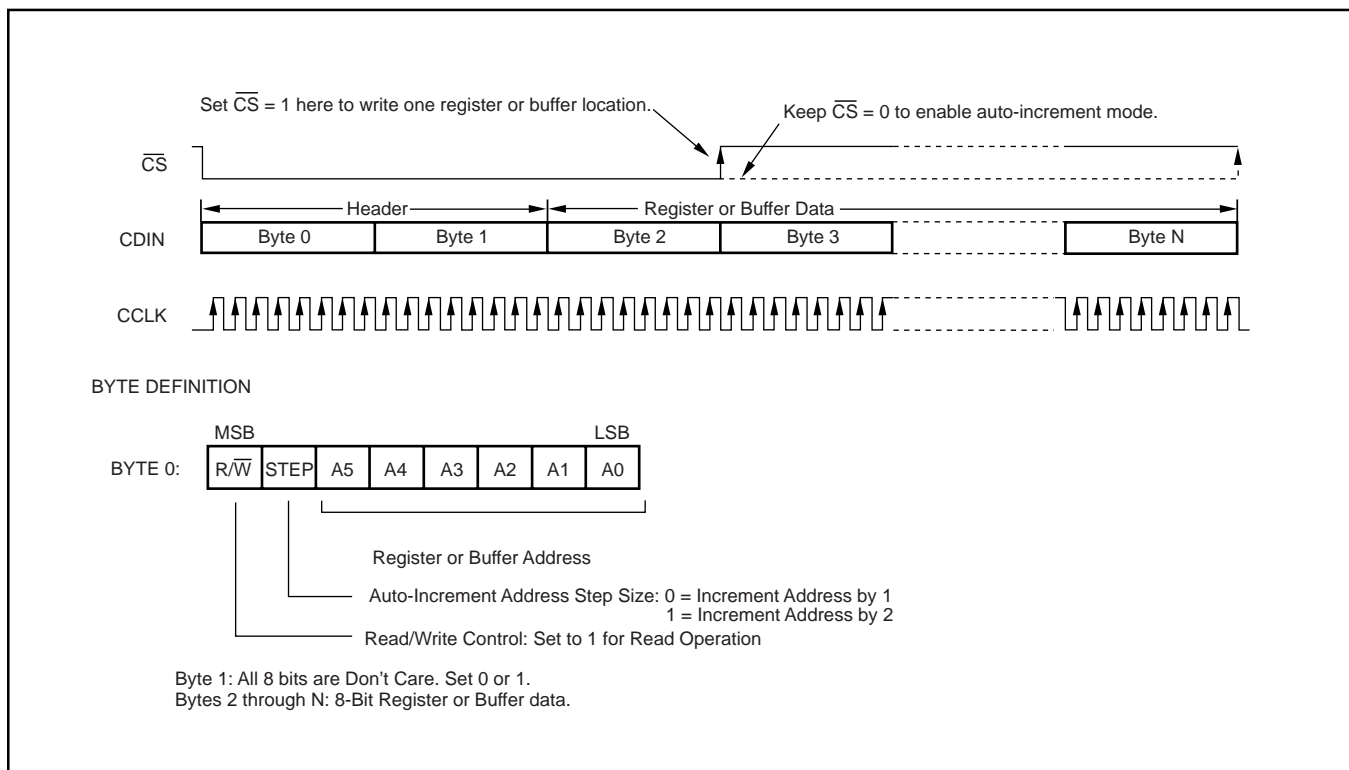 Set C̅S̅ = 1 here to write one register or buffer location.
Keep C̅S̅ = 0 to enable auto-increment mode.
C̅S̅
Header
Register or Buffer Data
CDIN
Byte 0
Byte 1
Byte 2
Byte 3
Byte N
CCLK
BYTE DEFINITION
MSB
LSB
BYTE 0:
R/W̅
STEP
A5
A4
A3
A2
A1
A0
Register or Buffer Address
Auto-Increment Address Step Size: 0 = Increment Address by 1
1 = Increment Address by 2
Read/Write Control: Set to 1 for Read Operation
Byte 1: All 8 bits are Don’t Care. Set 0 or 1.
Bytes 2 through N: 8-Bit Register or Buffer data.